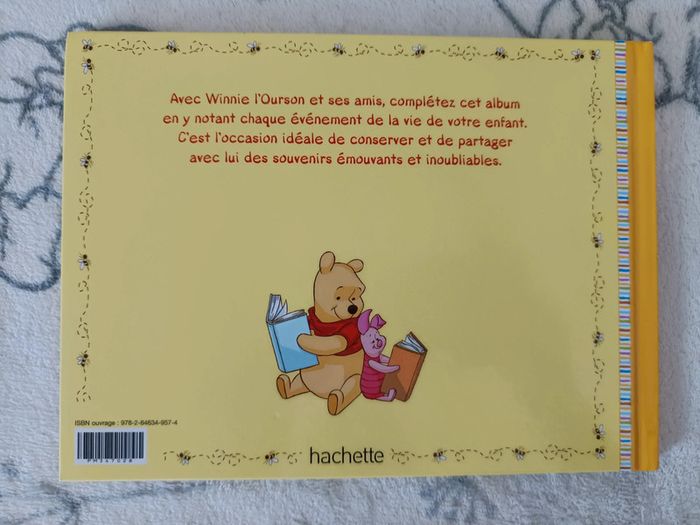 Avec Winnie l'Ourson et ses amis, complétez cet album
en y notant chaque événement de la vie de votre enfant.
C'est l'occasion idéale de conserver et de partager
avec lui des souvenirs émouvants et inoubliables.
ISBN ouvrage : 978-2-64634-957-4
PM347028
hachette